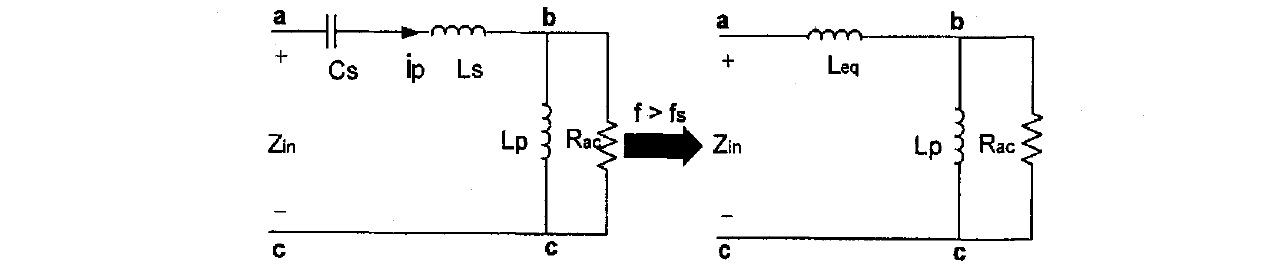 a
b
+
Cs
ip
Ls
Zin
Lp
Rac
–
c
c
f > fs
a
b
+
Leq
Zin
Lp
Rac
–
c
c